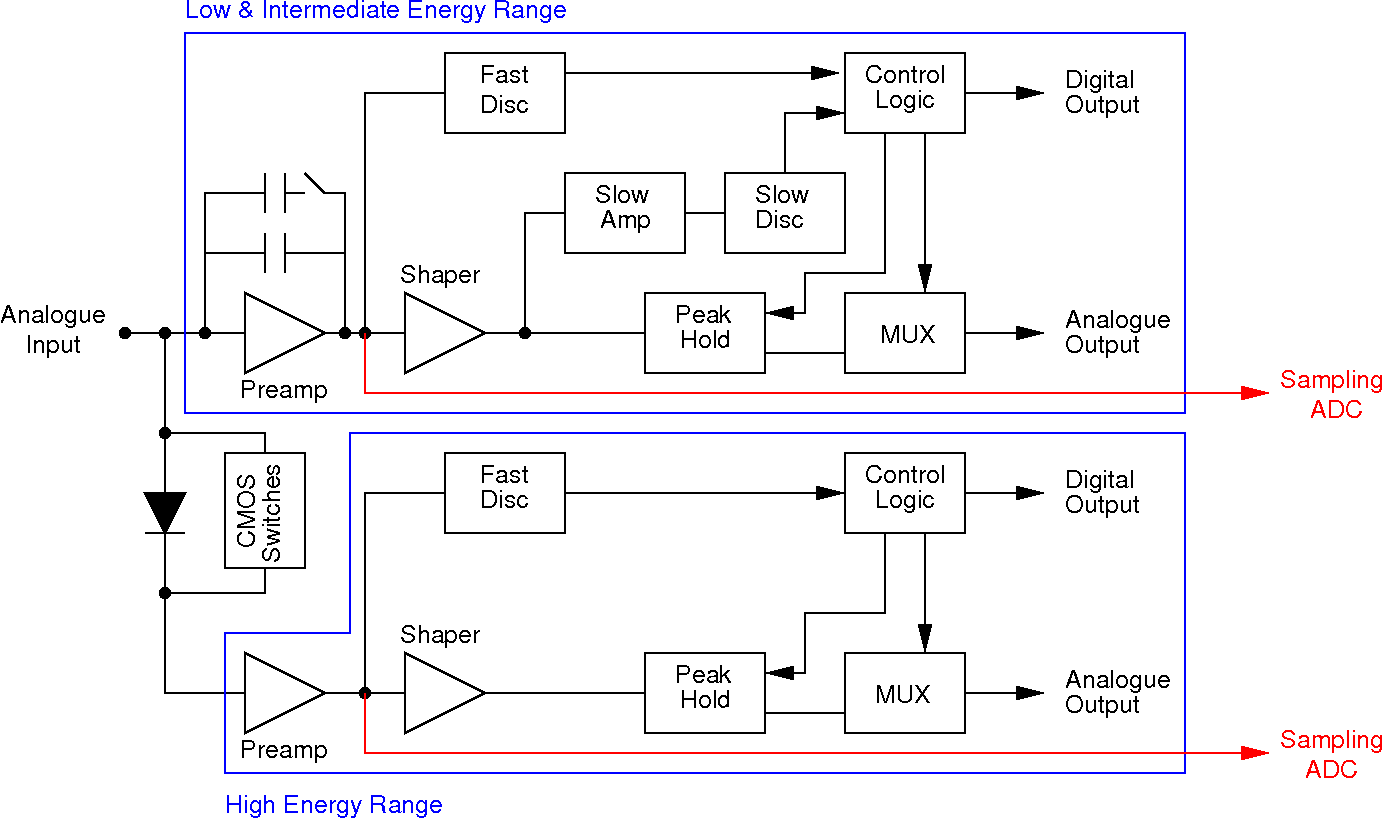 Low & Intermediate Energy Range
Fast
Disc
Control
Logic
Digital
Output
Slow
Amp
Slow
Disc
Shaper
Analogue
Input
Peak
Hold
MUX
Analogue
Output
Preamp
Sampling
ADC
CMOS
Switches
Fast
Disc
Control
Logic
Digital
Output
Shaper
Peak
Hold
MUX
Analogue
Output
Preamp
Sampling
ADC
High Energy Range